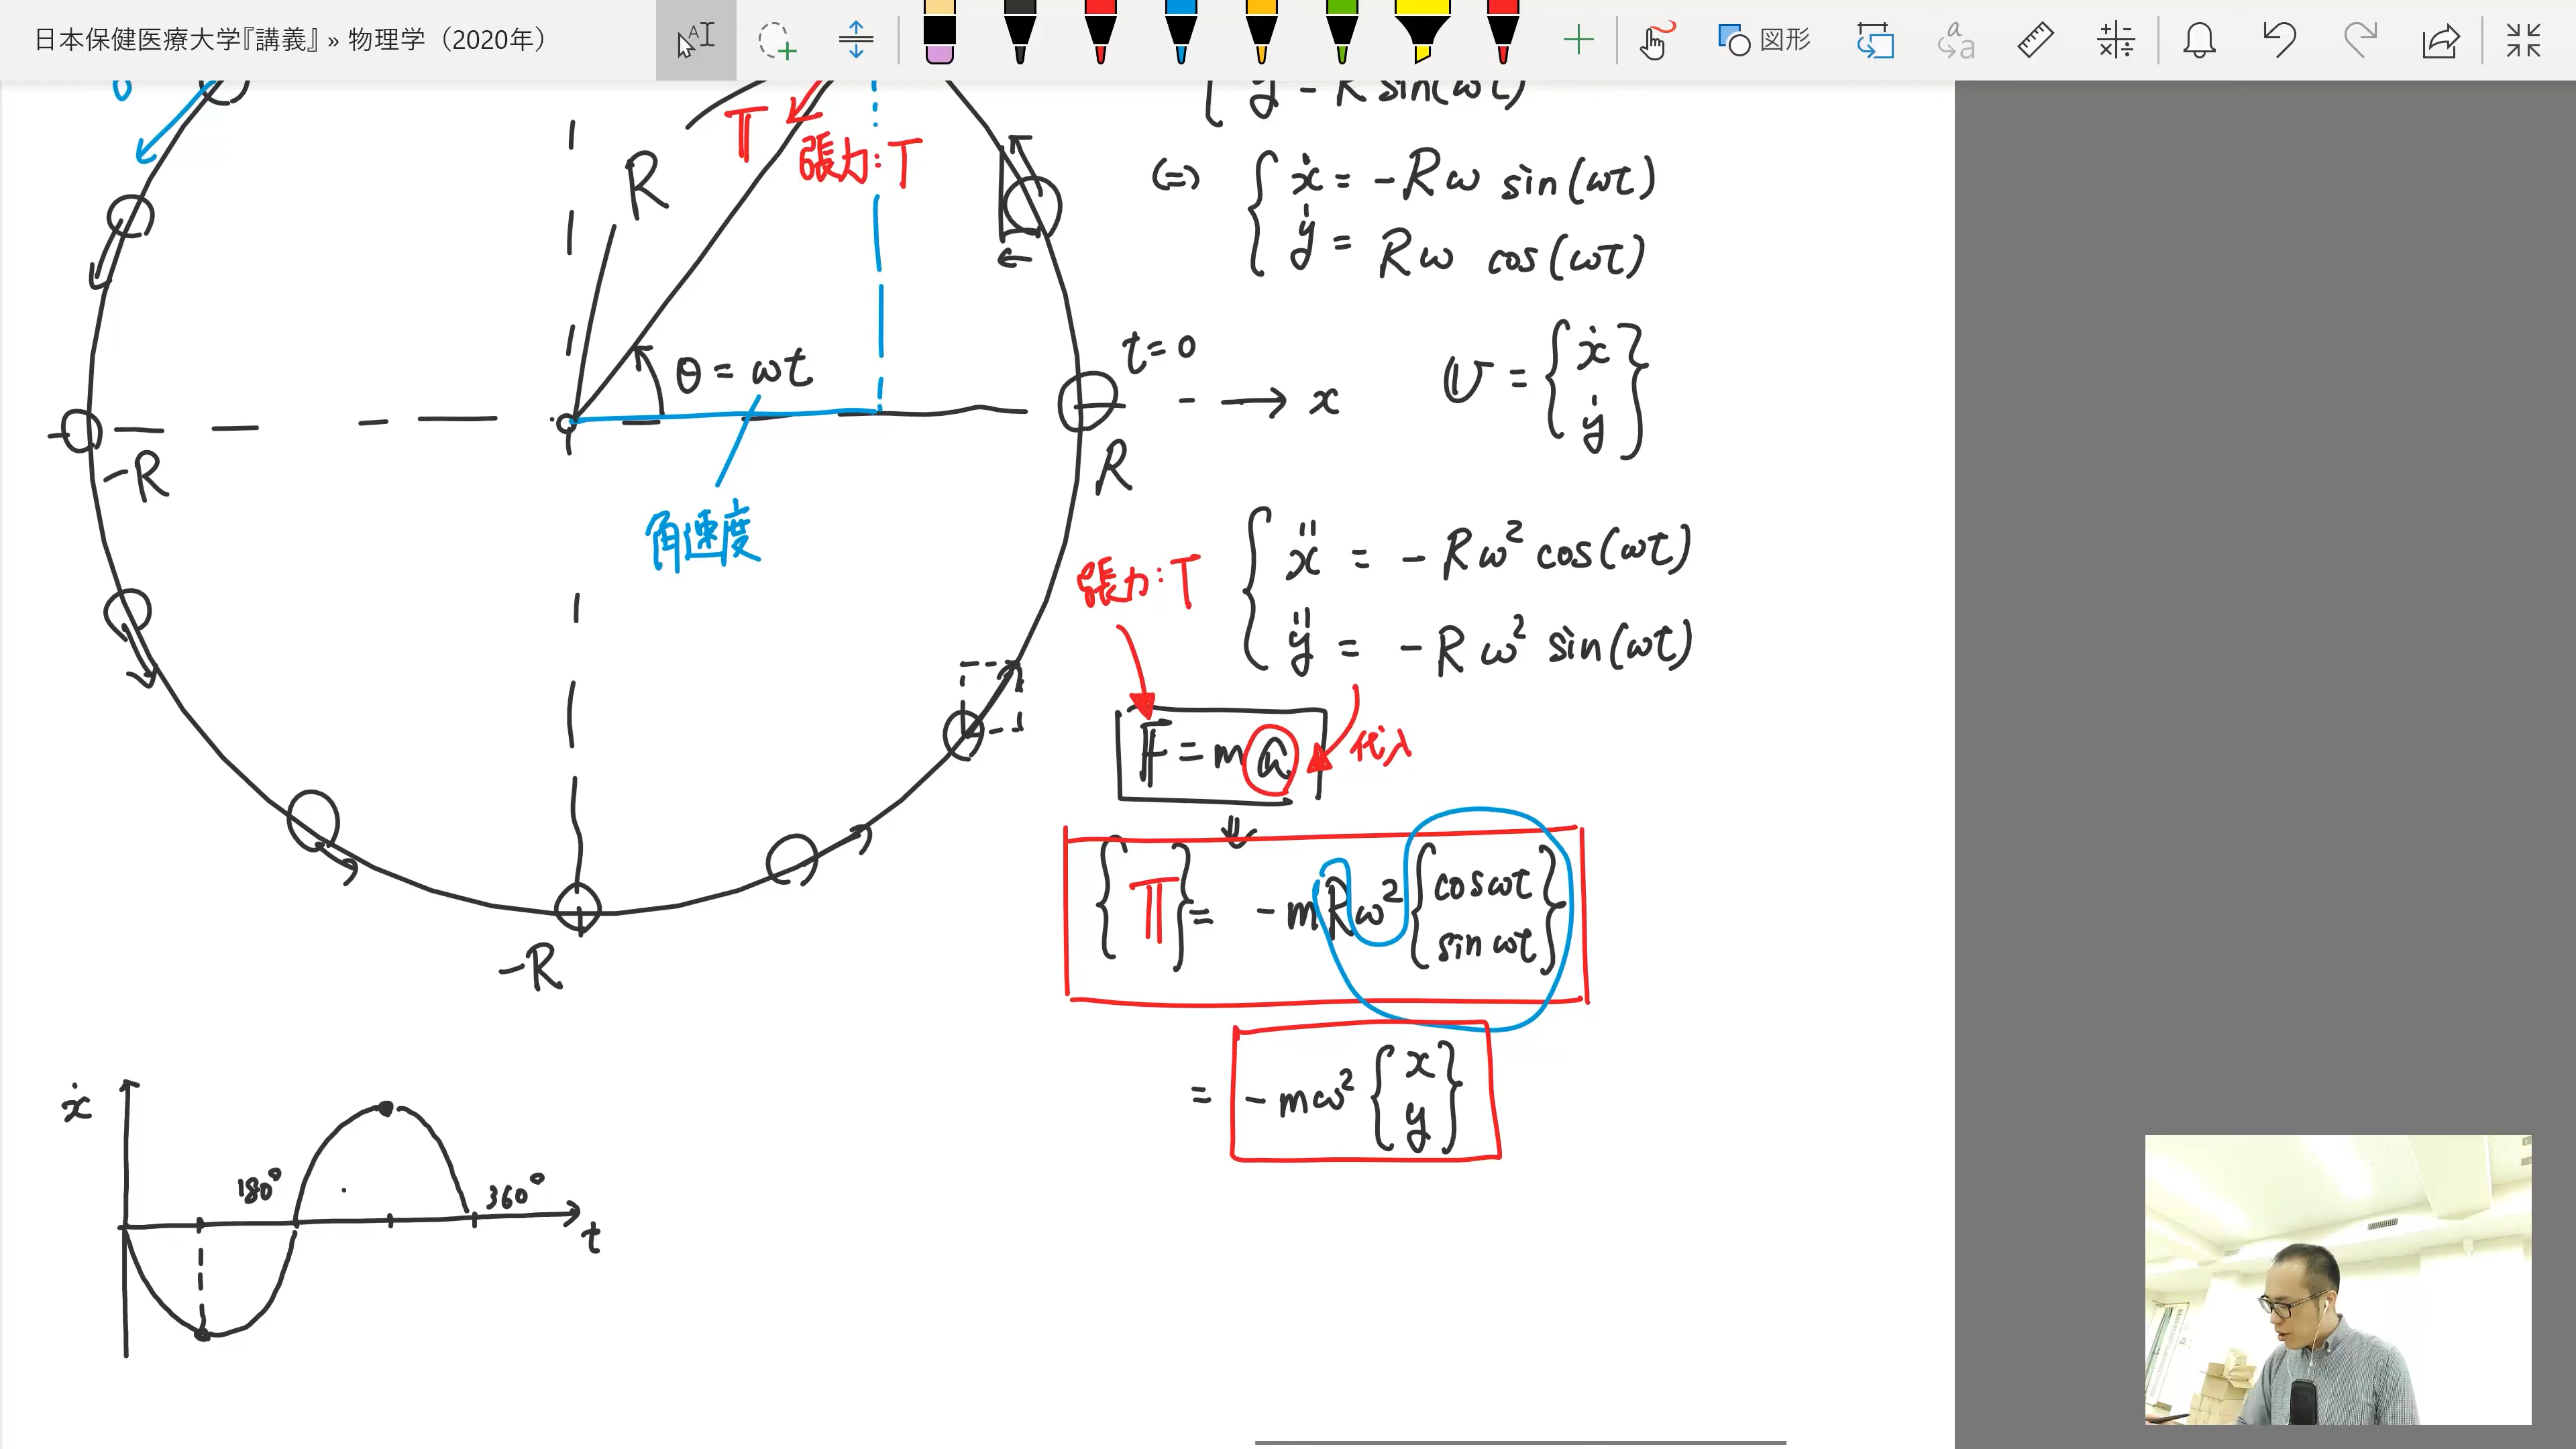 日本保健医療大学『講義』 » 物理学（2020年）
図形
y = R sin(ωt)
T
張力:T
R
(=) { ẋ = -Rω sin(ωt)
ẏ = Rω cos(ωt)
θ = ωt
t=0
x
-R
R
角速度
v = { ẋ ẏ }
張力:T
{ ẍ = -Rω² cos(ωt)
ÿ = -Rω² sin(ωt)
F = ma
代入
{ T } = -mRω² { cosωt
sinωt }
-R
= -mω² { x
y }
ẋ
180°
360°
t